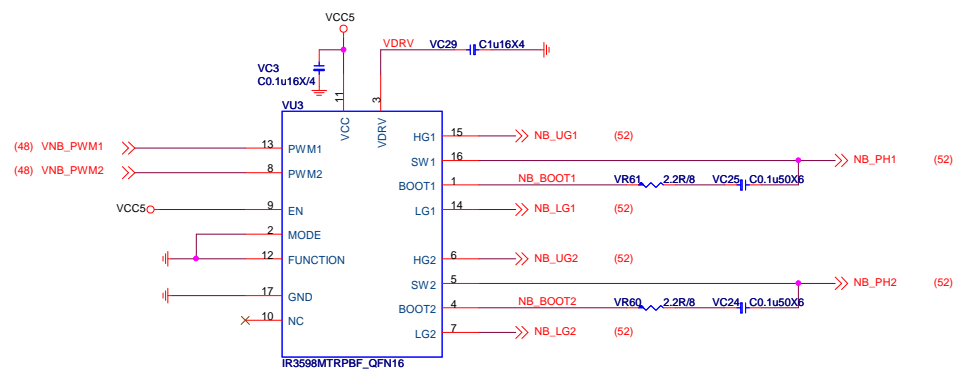 VCC5
VDRV VC29 C1u16X4
VC3
C0.1u16X/4
VU3
11 3
VCC VDRV
(48) VNB_PWM1 13 PWM1
(48) VNB_PWM2 8 PWM2
VCC5 9 EN
2 MODE
12 FUNCTION
17 GND
10 NC
HG1 15 NB_UG1 (52)
SW1 16 NB_PH1 (52)
BOOT1 1 NB_BOOT1 VR61 2.2R/8 VC25 C0.1u50X6
LG1 14 NB_LG1 (52)
HG2 6 NB_UG2 (52)
SW2 5 NB_PH2 (52)
BOOT2 4 NB_BOOT2 VR60 2.2R/8 VC24 C0.1u50X6
LG2 7 NB_LG2 (52)
IR3598MTRPBF_QFN16